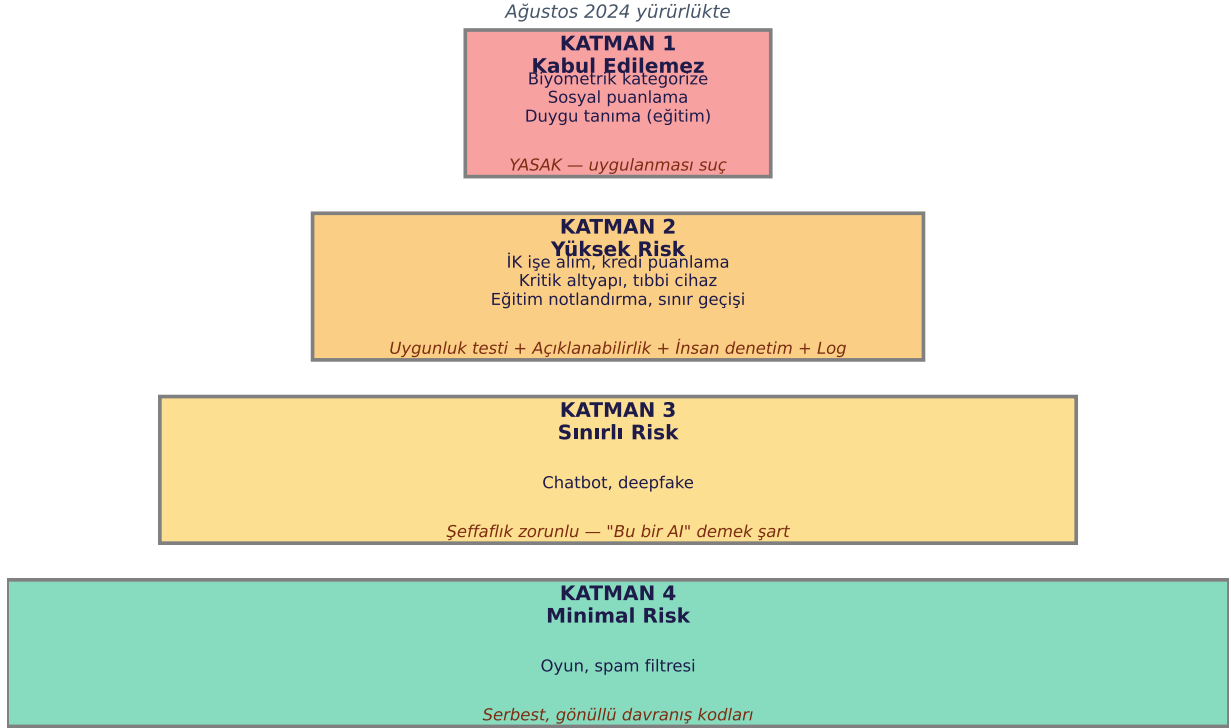 Ağustos 2024 yürürlükte
KATMAN 1
Kabul Edilemez
Biyometrik kategorize
Sosyal puanlama
Duygu tanıma (eğitim)
YASAK — uygulanması suç
KATMAN 2
Yüksek Risk
İK işe alım, kredi puanlama
Kritik altyapı, tıbbi cihaz
Eğitim notlandırma, sınır geçişi
Uygunluk testi + Açıklanabilirlik + İnsan denetim + Log
KATMAN 3
Sınırlı Risk
Chatbot, deepfake
Şeffaflık zorunlu — "Bu bir AI" demek şart
KATMAN 4
Minimal Risk
Oyun, spam filtresi
Serbest, gönüllü davranış kodları